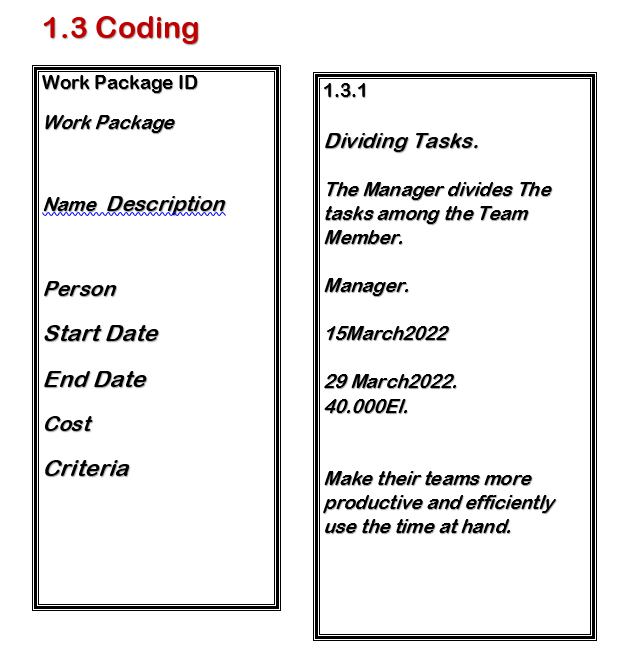 1.3 Coding
Work Package ID
Work Package
Name  Description
Person
Start Date
End Date
Cost
Criteria
1.3.1
Dividing Tasks.
The Manager divides The
tasks among the Team
Member.
Manager.
15March2022
29 March2022.
40.000El.
Make their teams more
productive and efficiently
use the time at hand.